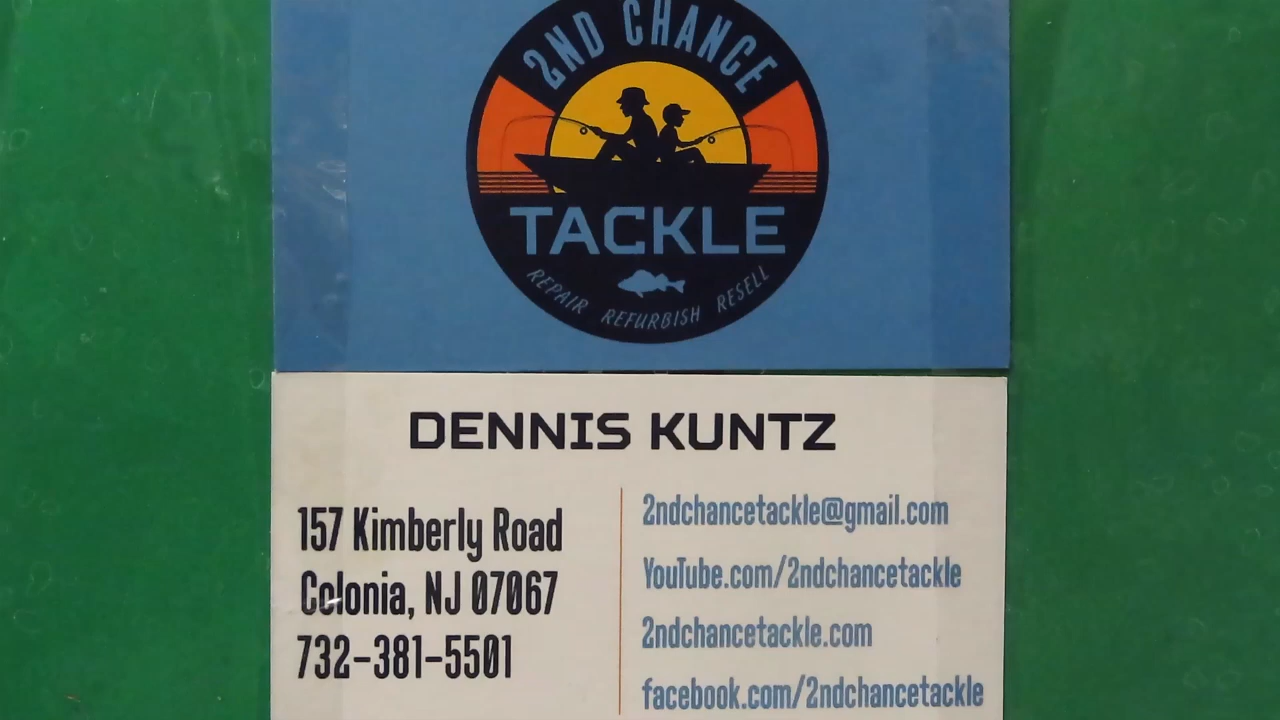 2ND CHANCE
TACKLE
REPAIR REFURBISH RESELL
DENNIS KUNTZ
157 Kimberly Road
Colonia, NJ 07067
732-381-5501
2ndchancetackle@gmail.com
YouTube.com/2ndchancetackle
2ndchancetackle.com
facebook.com/2ndchancetackle